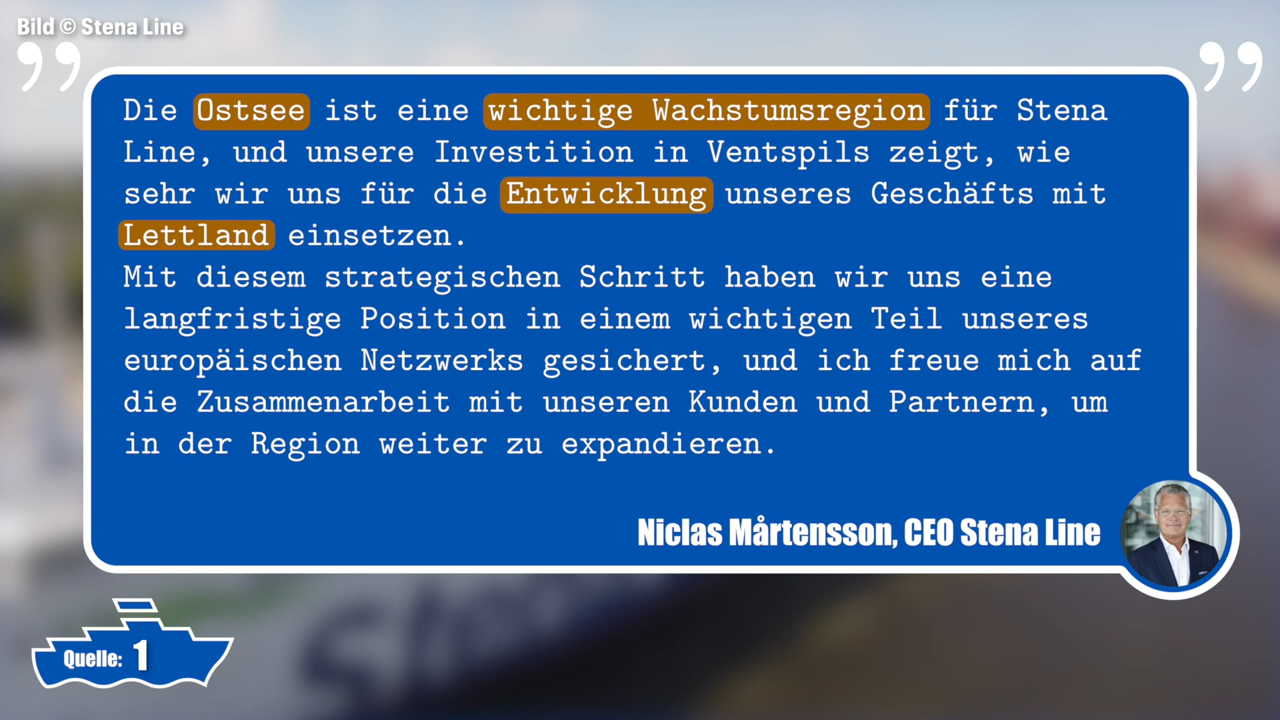 Bild © Stena Line
Die Ostsee ist eine wichtige Wachstumsregion für Stena
Line, und unsere Investition in Ventspils zeigt, wie
sehr wir uns für die Entwicklung unseres Geschäfts mit
Lettland einsetzen.
Mit diesem strategischen Schritt haben wir uns eine
langfristige Position in einem wichtigen Teil unseres
europäischen Netzwerks gesichert, und ich freue mich auf
die Zusammenarbeit mit unseren Kunden und Partnern, um
in der Region weiter zu expandieren.
Niclas Mårtensson, CEO Stena Line
Quelle: 1